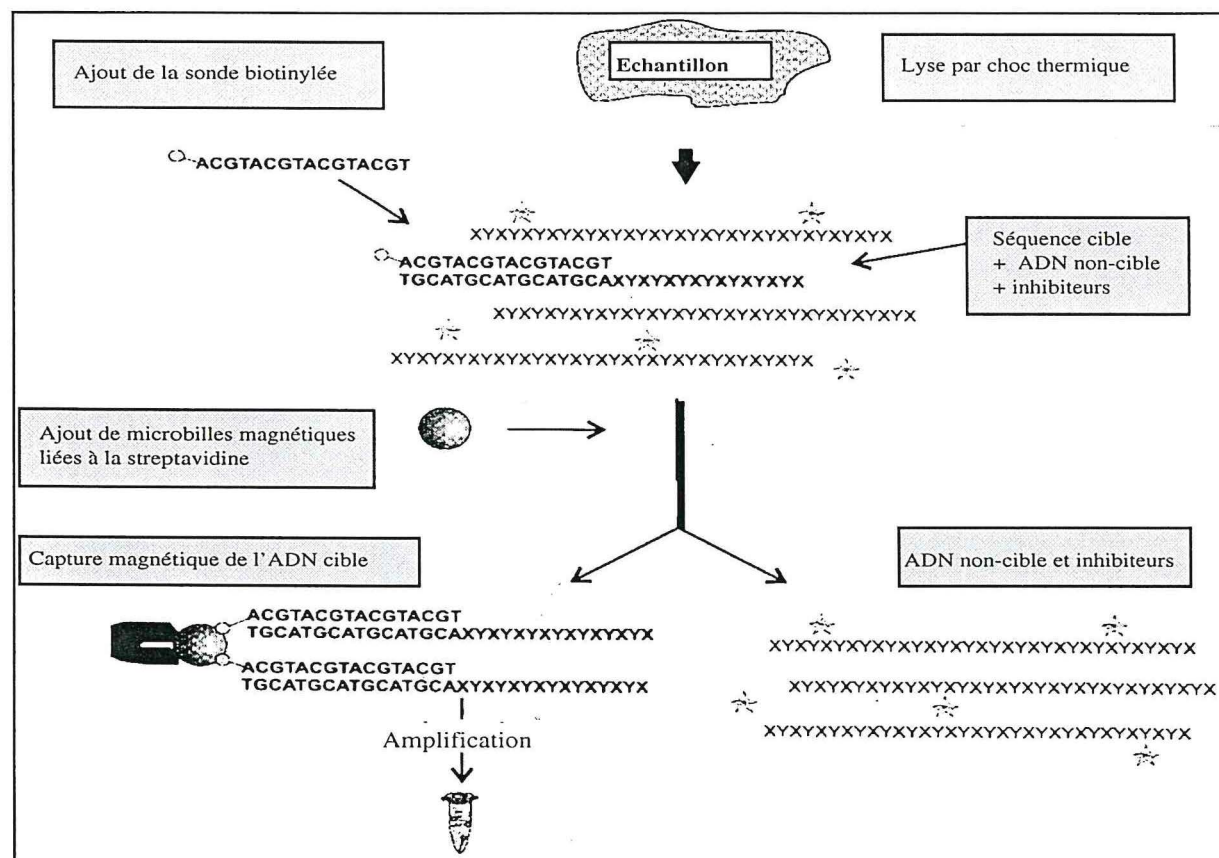 Ajout de la sonde biotinylée
Echantillon
Lyse par choc thermique
ACGTACGTACGTACGT
XYXYXYXYXYXYXYXYXYXYXYXYXYXYXYXYX
Séquence cible
+ ADN non-cible
+ inhibiteurs
ACGTACGTACGTACGT
TGCATGCATGCATGCAXYXYXYXYXYXYXYX
XYXYXYXYXYXYXYXYXYXYXYXYXYXYXYXYX
XYXYXYXYXYXYXYXYXYXYXYXYXYXYXYXYX
Ajout de microbilles magnétiques
liées à la streptavidine
Capture magnétique de l'ADN cible
ADN non-cible et inhibiteurs
ACGTACGTACGTACGT
TGCATGCATGCATGCAXYXYXYXYXYXYXYX
ACGTACGTACGTACGT
TGCATGCATGCATGCAXYXYXYXYXYXYXYX
XYXYXYXYXYXYXYXYXYXYXYXYXYXYXYXYX
XYXYXYXYXYXYXYXYXYXYXYXYXYXYXYXYX
XYXYXYXYXYXYXYXYXYXYXYXYXYXYXYXYX
Amplification